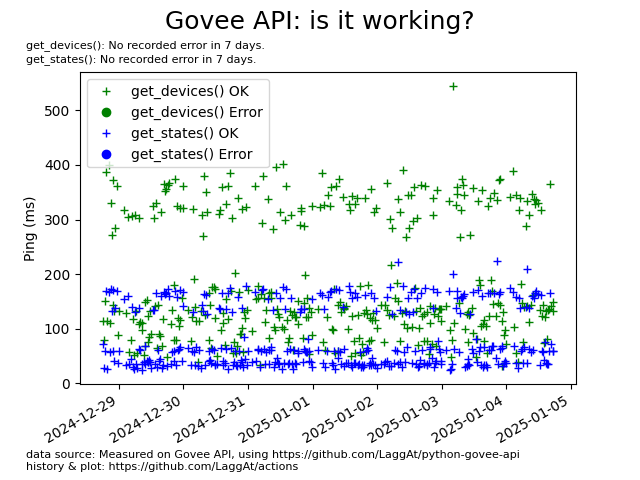 Govee API: is it working?
get_devices(): No recorded error in 7 days.
get_states(): No recorded error in 7 days.
get_devices() OK
get_devices() Error
get_states() OK
get_states() Error
Ping (ms)
500
400
300
200
100
0
2024-12-29
2024-12-30
2024-12-31
2025-01-01
2025-01-02
2025-01-03
2025-01-04
2025-01-05
data source: Measured on Govee API, using https://github.com/LaggAt/python-govee-api
history & plot: https://github.com/LaggAt/actions